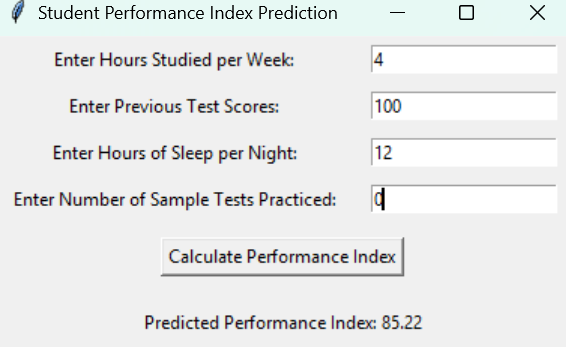 Student Performance Index Prediction
Enter Hours Studied per Week: 4
Enter Previous Test Scores: 100
Enter Hours of Sleep per Night: 12
Enter Number of Sample Tests Practiced: 0
Calculate Performance Index
Predicted Performance Index: 85.22